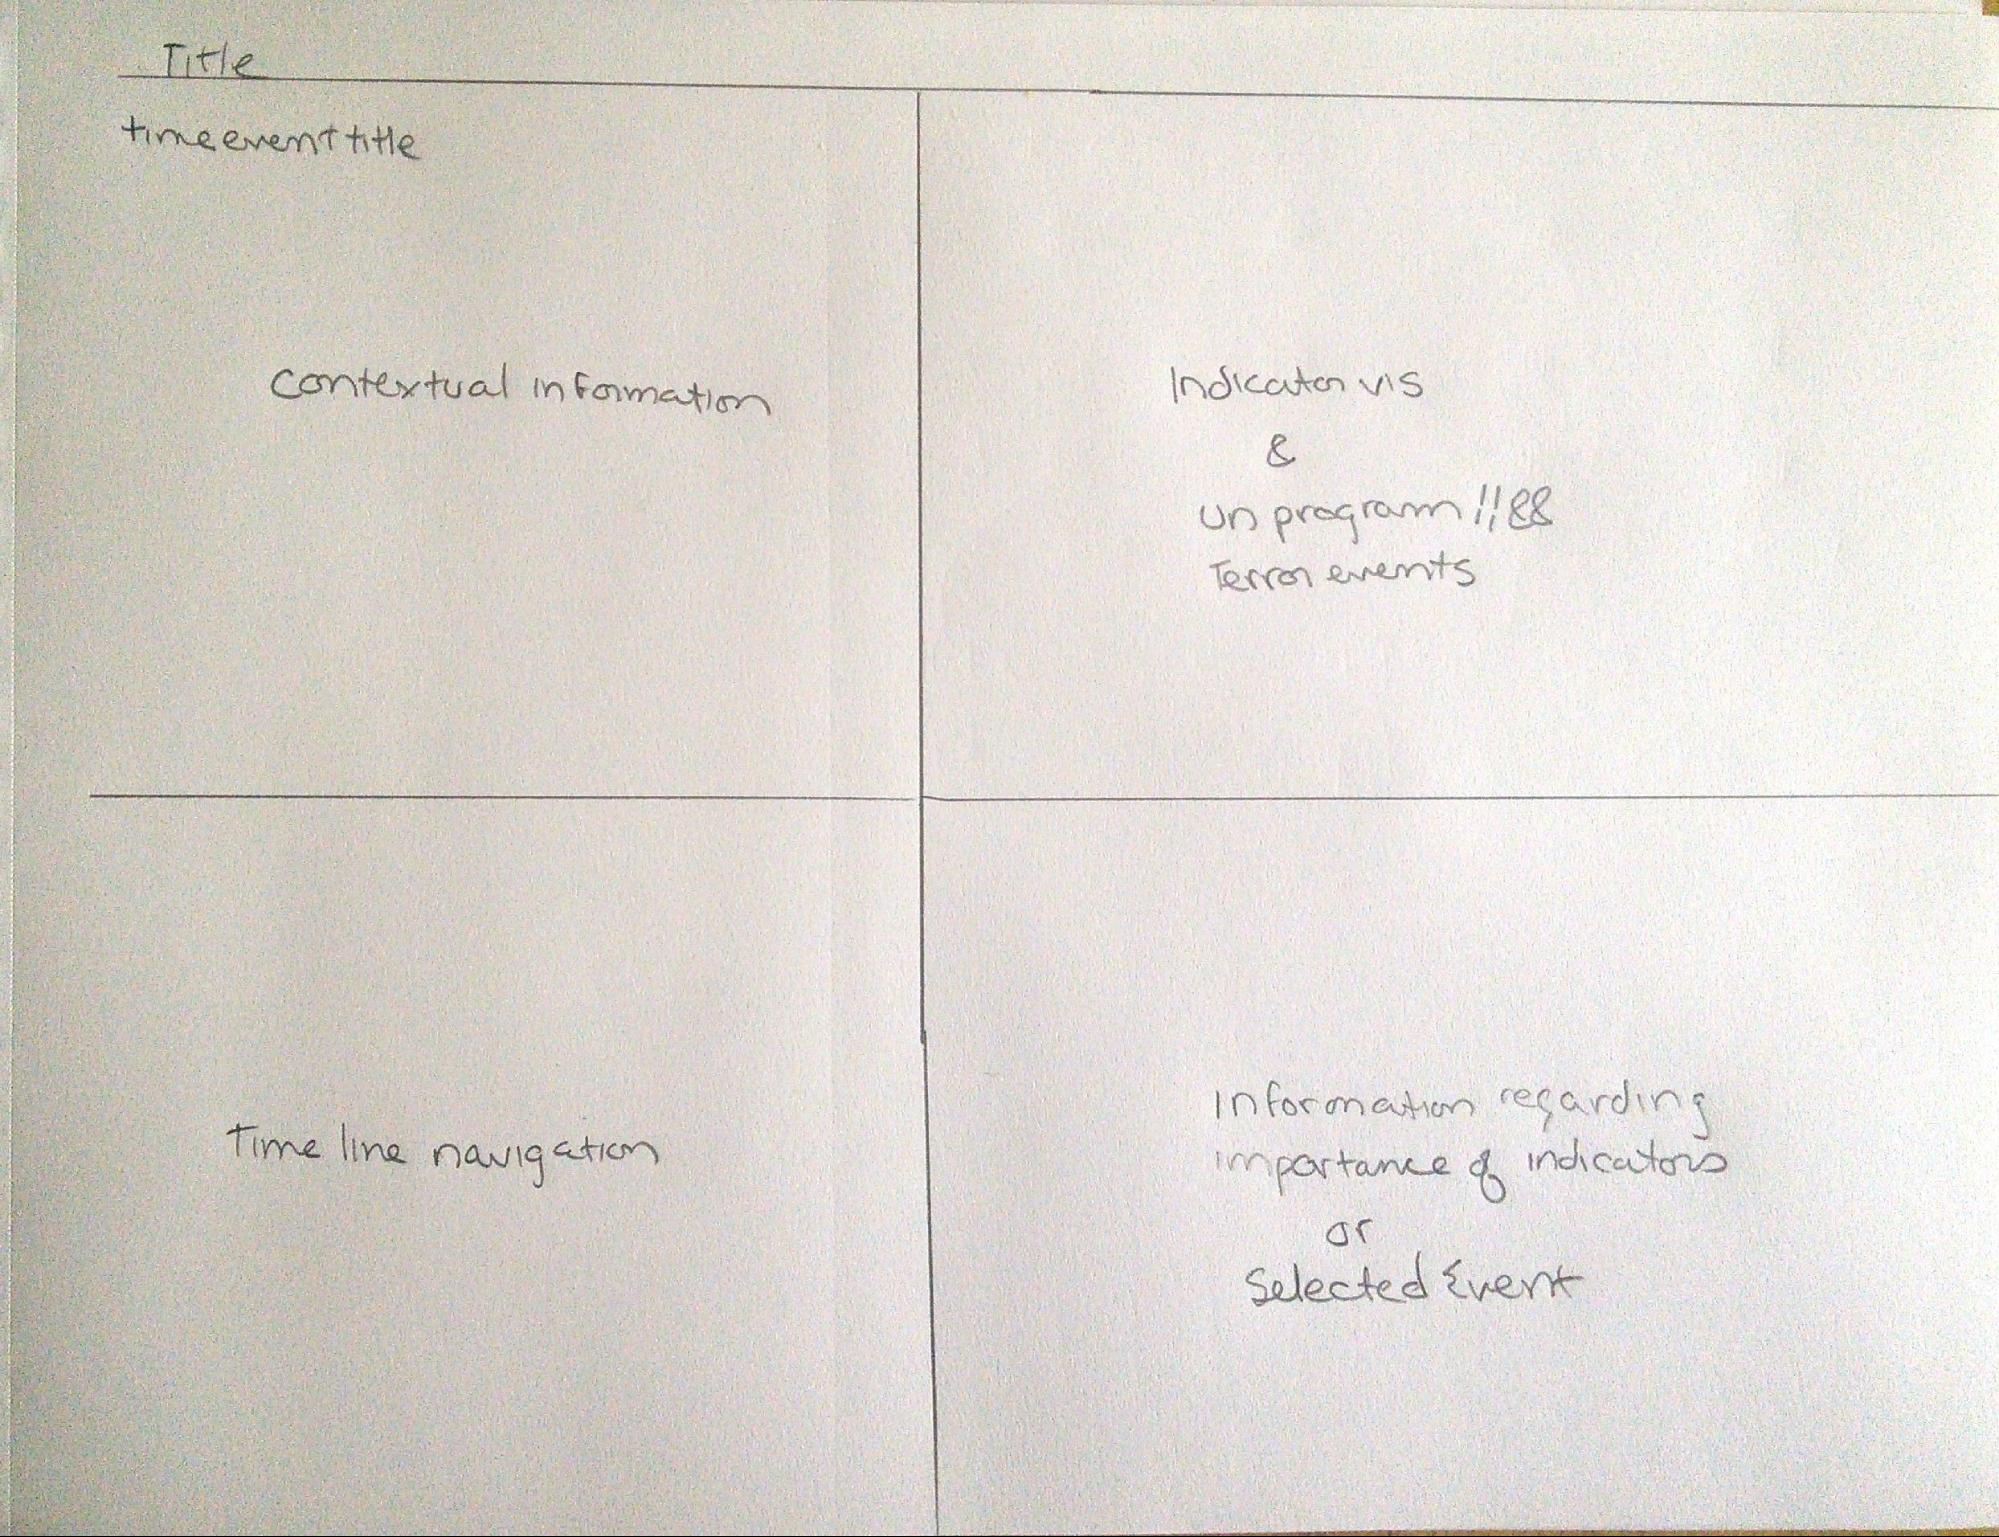 Title
time event title
contextual information
Indicator vis
&
un program !! &&
Terror events
Time line navigation
Information regarding
importance of indicators
or
Selected Event